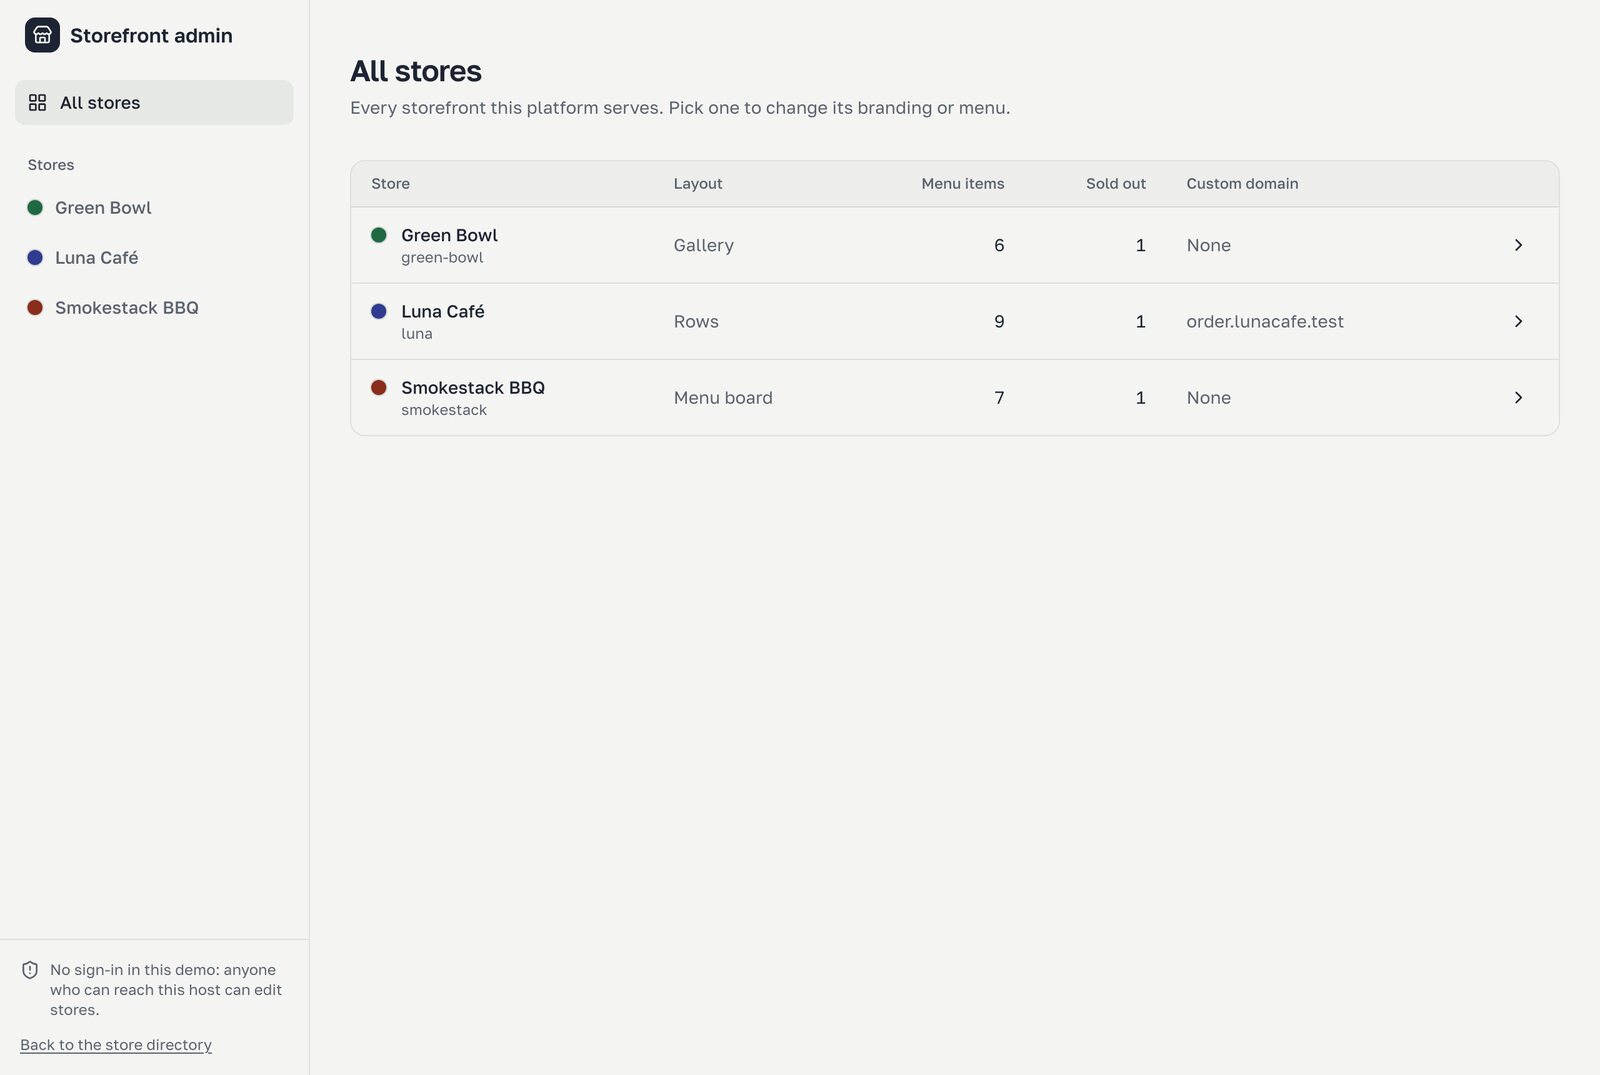 Storefront admin
All stores
Stores
Green Bowl
Luna Café
Smokestack BBQ
No sign-in in this demo: anyone
who can reach this host can edit
stores.
Back to the store directory
All stores
Every storefront this platform serves. Pick one to change its branding or menu.
Store Layout Menu items Sold out Custom domain
Green Bowl
green-bowl
Gallery 6 1 None
Luna Café
luna
Rows 9 1 order.lunacafe.test
Smokestack BBQ
smokestack
Menu board 7 1 None